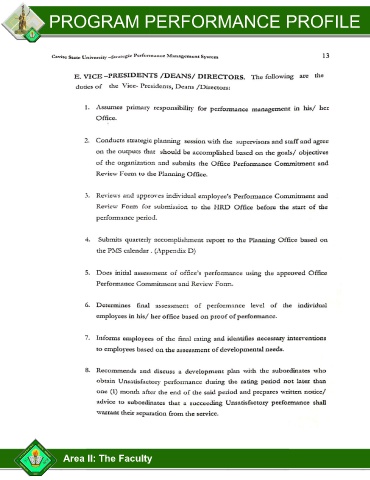 PROGRAM PERFORMANCE PROFILE
Cavite State University –Strategic Performance Management System 13
E. VICE –PRESIDENTS /DEANS/ DIRECTORS. The following are the
duties of the Vice- Presidents, Deans /Directors:
1. Assumes primary responsibility for performance management in his/ her
Office.
2. Conducts strategic planning session with the supervisors and staff and agree
on the outputs that should be accomplished based on the goals/ objectives
of the organization and submits the Office Performance Commitment and
Review Form to the Planning Office.
3. Reviews and approves individual employee's Performance Commitment and
Review Form for submission to the HRD Office before the start of the
performance period.
4. Submits quarterly accomplishment report to the Planning Office based on
the PMS calendar . (Appendix D)
5. Does initial assessment of office's performance using the approved Office
Performance Commitment and Review Form.
6. Determines final assessment of performance level of the individual
employees in his/ her office based on proof of performance.
7. Informs employees of the final rating and identifies necessary interventions
to employees based on the assessment of developmental needs.
8. Recommends and discuss a development plan with the subordinates who
obtain Unsatisfactory performance during the rating period not later than
one (1) month after the end of the said period and prepares written notice/
advice to subordinates that a succeeding Unsatisfactory performance shall
warrant their separation from the service.
Area II: The Faculty